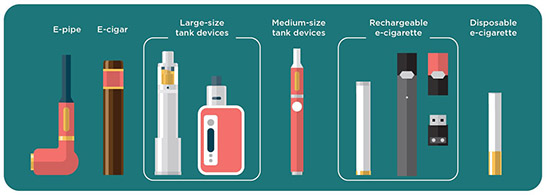 E-pipe
E-cigar
Large-size
tank devices
Medium-size
tank devices
Rechargeable
e-cigarette
Disposable
e-cigarette